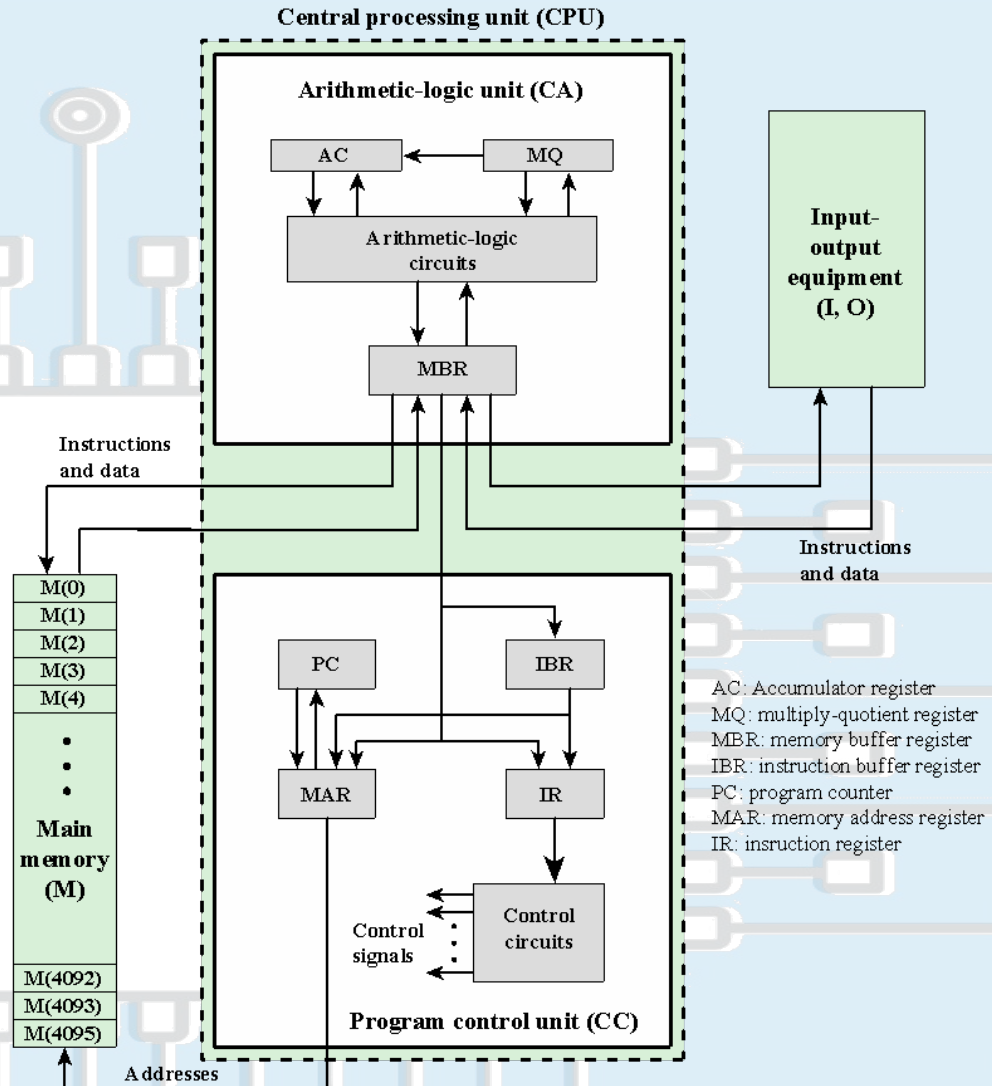 Central processing unit (CPU)
Arithmetic-logic unit (CA)
AC
MQ
Arithmetic-logic
circuits
MBR
Input-
output
equipment
(I, O)
Instructions
and data
Instructions
and data
M(0)
M(1)
M(2)
M(3)
M(4)
Main
memory
(M)
M(4092)
M(4093)
M(4095)
PC
IBR
MAR
IR
Control
circuits
Control
signals
Program control unit (CC)
Addresses
AC: Accumulator register
MQ: multiply-quotient register
MBR: memory buffer register
IBR: instruction buffer register
PC: program counter
MAR: memory address register
IR: insruction register